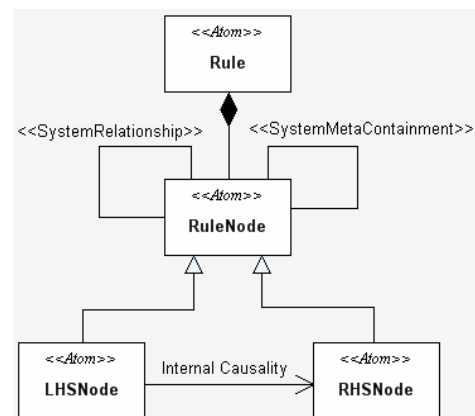 <<Atom>>
Rule
<<SystemRelationship>>
<<SystemMetaContainment>>
<<Atom>>
RuleNode
<<Atom>>
LHSNode
Internal Causality
<<Atom>>
RHSNode